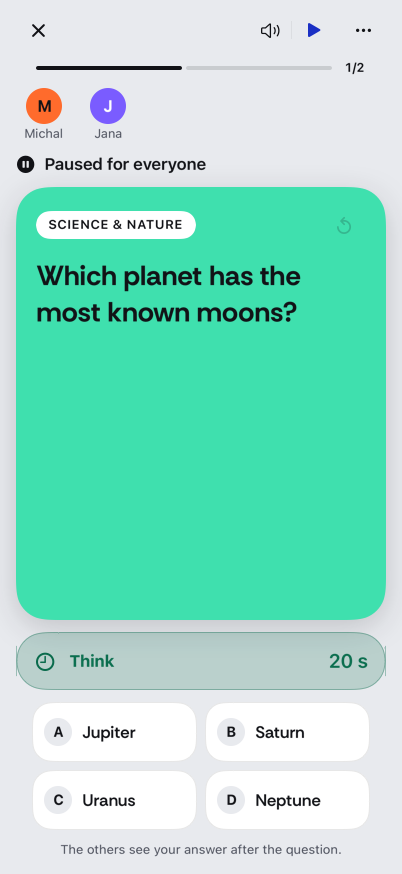 1/2
M
J
Michal
Jana
Paused for everyone
SCIENCE & NATURE
Which planet has the
most known moons?
Think
20 s
A
Jupiter
B
Saturn
C
Uranus
D
Neptune
The others see your answer after the question.